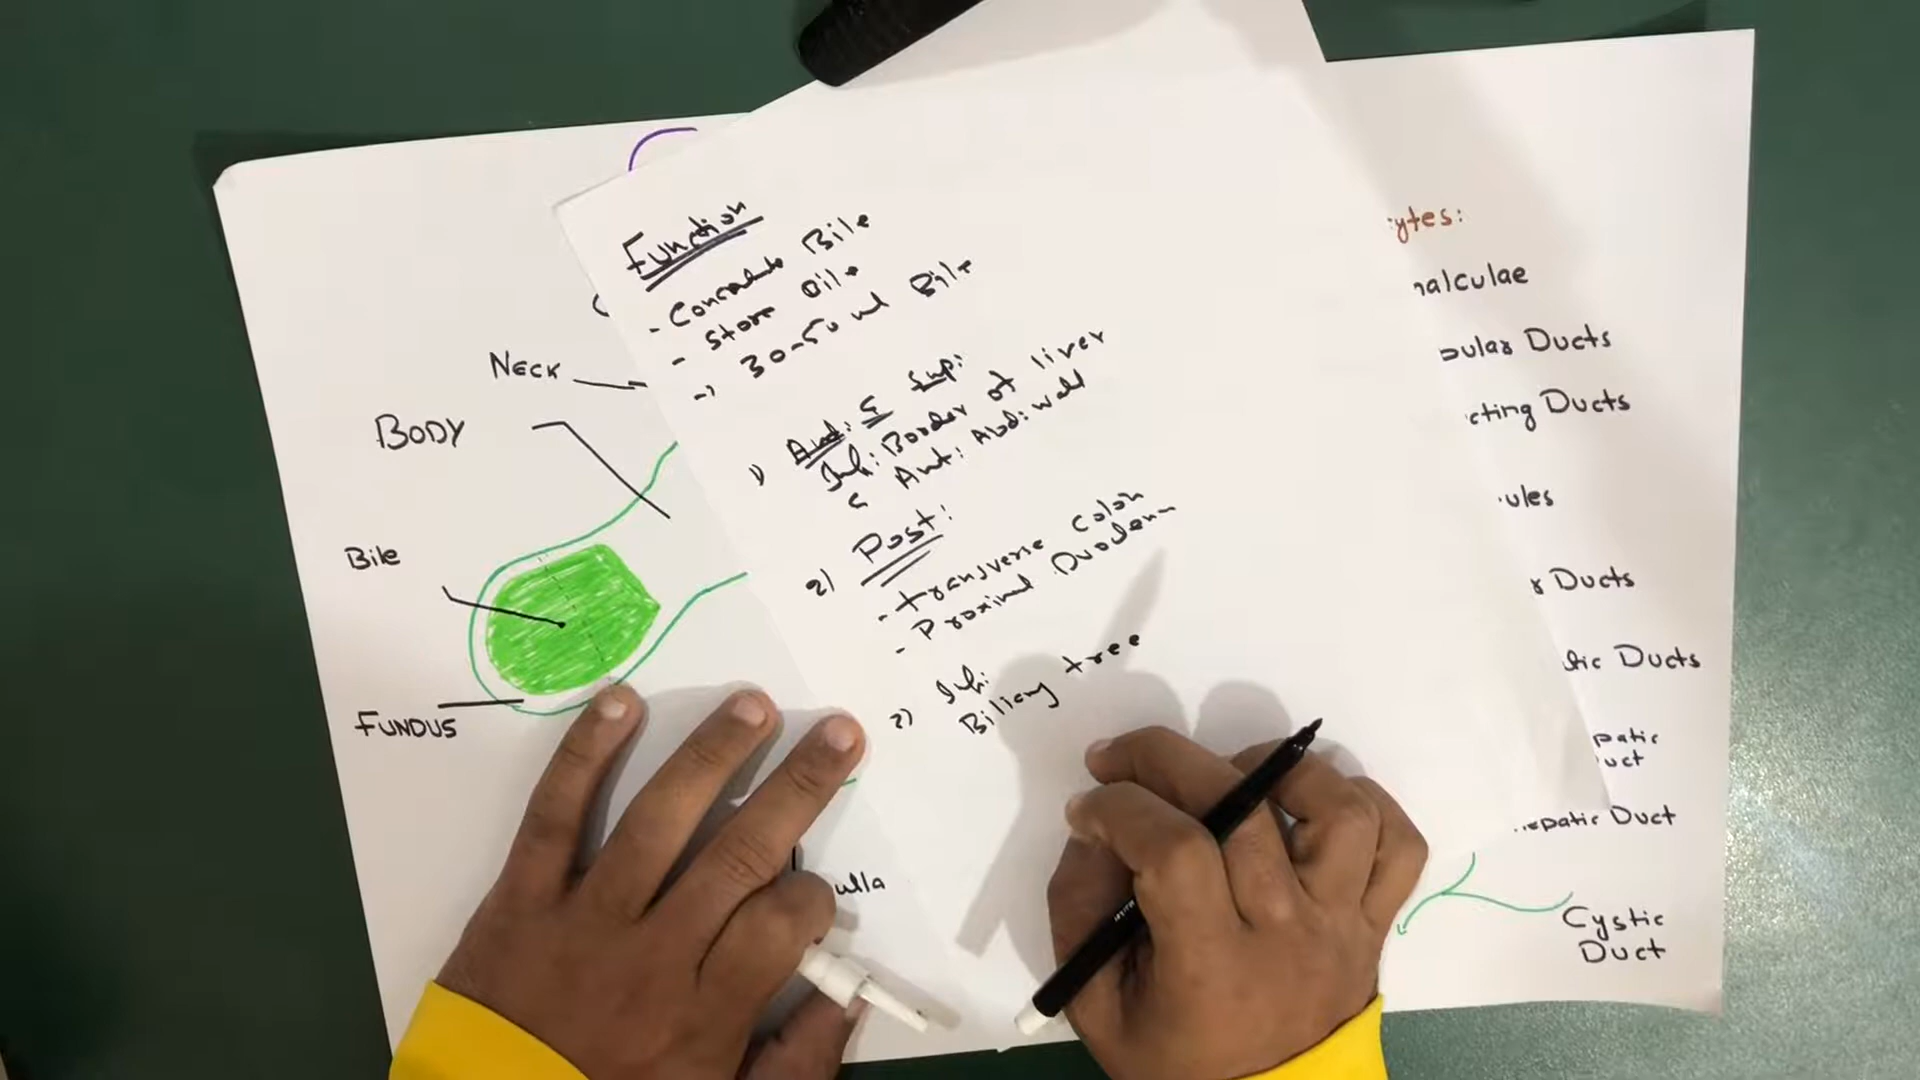 Function
- Concentrate Bile
- Store Bile
-> 30-50 ml Bile
1) Ant: & Sup:
Inf: Border of liver
& Ant: Abd: wall
2) Post:
- transverse Colon
- Proximal Duodenum
3) Inf:
Biliary tree
NECK
BODY
Bile
FUNDUS
ulla
cytes:
nalculae
bular Ducts
cting Ducts
ules
r Ducts
tic Ducts
patic
uct
epatic Duct
Cystic
Duct